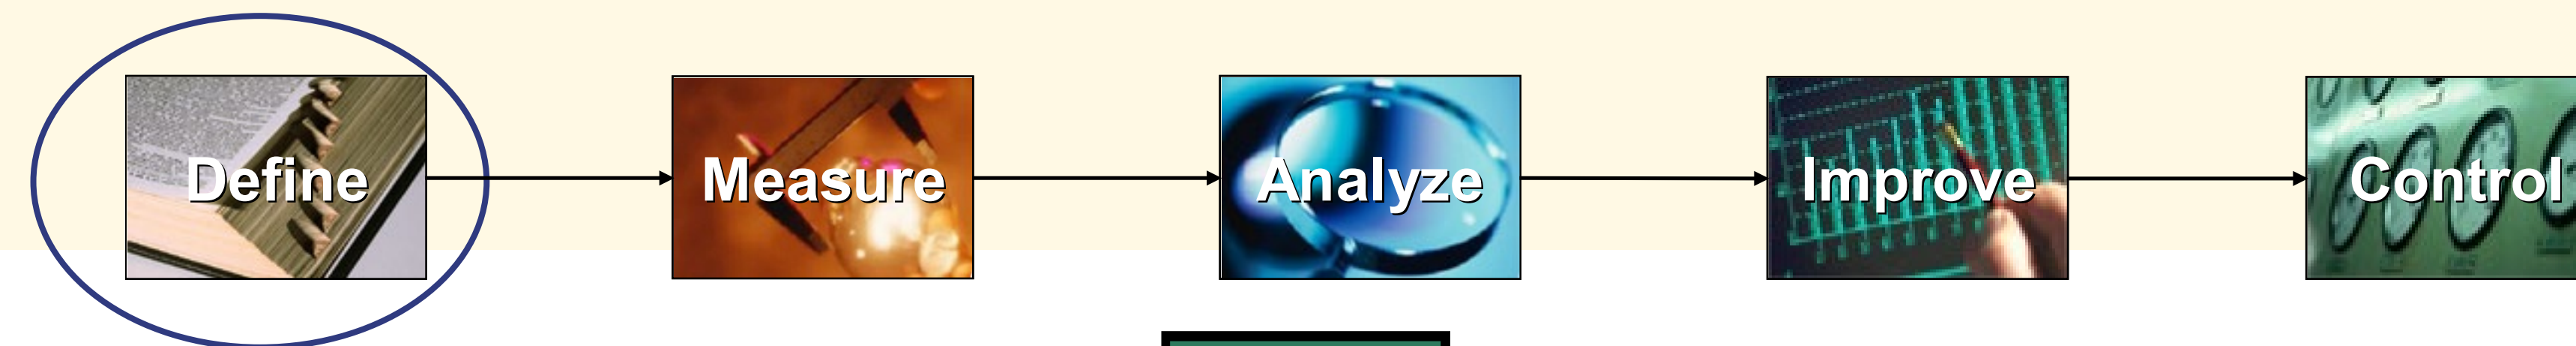 Define
Measure
Analyze
Improve
Control